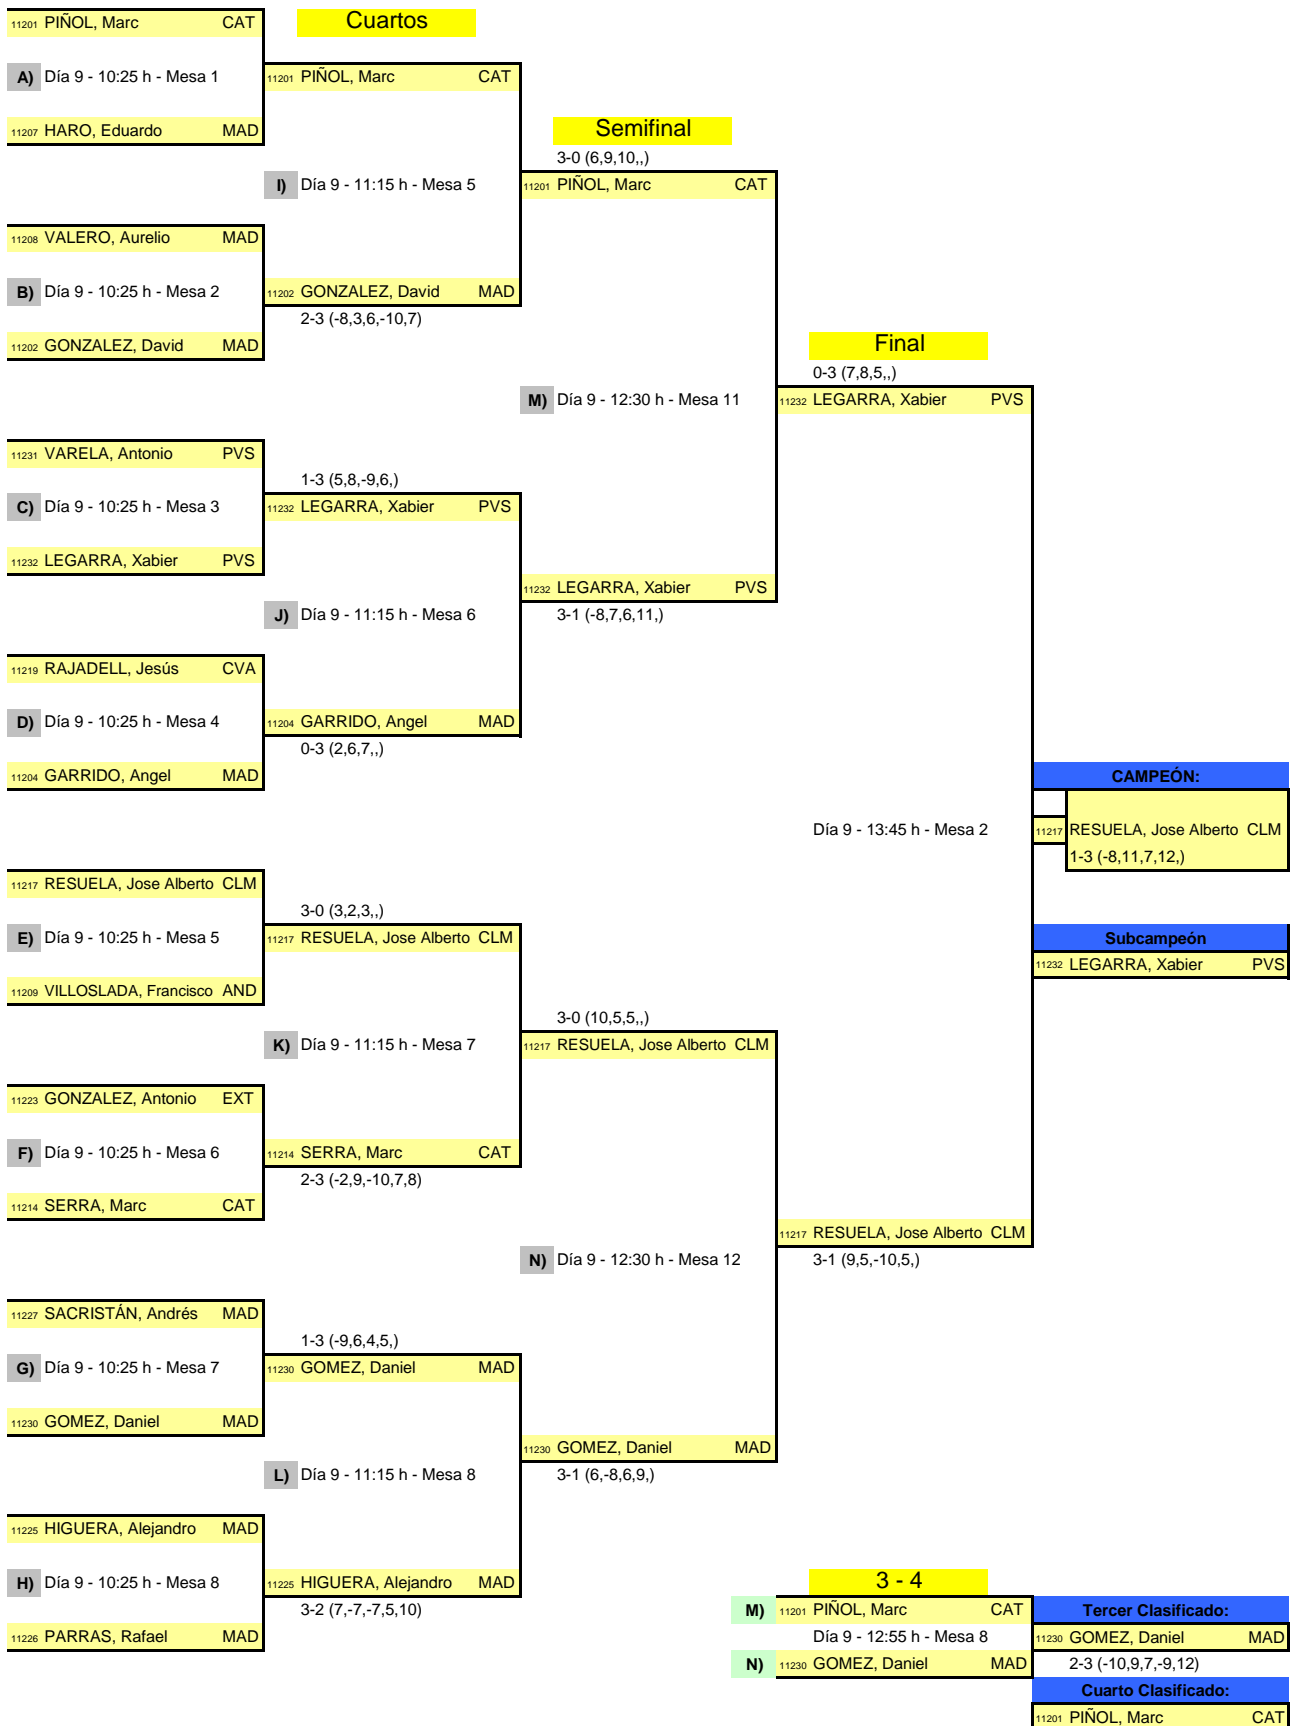 11201 PIÑOL, Marc CAT
Cuartos
A) Día 9 - 10:25 h - Mesa 1
11201 PIÑOL, Marc CAT
11207 HARO, Eduardo MAD
Semifinal
3-0 (6,9,10,,)
I) Día 9 - 11:15 h - Mesa 5
11201 PIÑOL, Marc CAT
11208 VALERO, Aurelio MAD
B) Día 9 - 10:25 h - Mesa 2
11202 GONZALEZ, David MAD
2-3 (-8,3,6,-10,7)
11202 GONZALEZ, David MAD
Final
0-3 (7,8,5,,)
M) Día 9 - 12:30 h - Mesa 11
11232 LEGARRA, Xabier PVS
11231 VARELA, Antonio PVS
1-3 (5,8,-9,6,)
C) Día 9 - 10:25 h - Mesa 3
11232 LEGARRA, Xabier PVS
11232 LEGARRA, Xabier PVS
11232 LEGARRA, Xabier PVS
J) Día 9 - 11:15 h - Mesa 6
3-1 (-8,7,6,11,)
11219 RAJADELL, Jesús CVA
D) Día 9 - 10:25 h - Mesa 4
11204 GARRIDO, Angel MAD
0-3 (2,6,7,,)
11204 GARRIDO, Angel MAD
CAMPEÓN:
Día 9 - 13:45 h - Mesa 2
11217 RESUELA, Jose Alberto CLM
1-3 (-8,11,7,12,)
11217 RESUELA, Jose Alberto CLM
3-0 (3,2,3,,)
E) Día 9 - 10:25 h - Mesa 5
11217 RESUELA, Jose Alberto CLM
Subcampeón
11232 LEGARRA, Xabier PVS
11209 VILLOSLADA, Francisco AND
3-0 (10,5,5,,)
K) Día 9 - 11:15 h - Mesa 7
11217 RESUELA, Jose Alberto CLM
11223 GONZALEZ, Antonio EXT
F) Día 9 - 10:25 h - Mesa 6
11214 SERRA, Marc CAT
2-3 (-2,9,-10,7,8)
11214 SERRA, Marc CAT
11217 RESUELA, Jose Alberto CLM
N) Día 9 - 12:30 h - Mesa 12
3-1 (9,5,-10,5,)
11227 SACRISTÁN, Andrés MAD
1-3 (-9,6,4,5,)
G) Día 9 - 10:25 h - Mesa 7
11230 GOMEZ, Daniel MAD
11230 GOMEZ, Daniel MAD
11230 GOMEZ, Daniel MAD
L) Día 9 - 11:15 h - Mesa 8
3-1 (6,-8,6,9,)
11225 HIGUERA, Alejandro MAD
H) Día 9 - 10:25 h - Mesa 8
11225 HIGUERA, Alejandro MAD
3-2 (7,-7,-7,5,10)
11226 PARRAS, Rafael MAD
3 - 4
M) 11201 PIÑOL, Marc CAT
Tercer Clasificado:
Día 9 - 12:55 h - Mesa 8
11230 GOMEZ, Daniel MAD
N) 11230 GOMEZ, Daniel MAD
2-3 (-10,9,7,-9,12)
Cuarto Clasificado:
11201 PIÑOL, Marc CAT